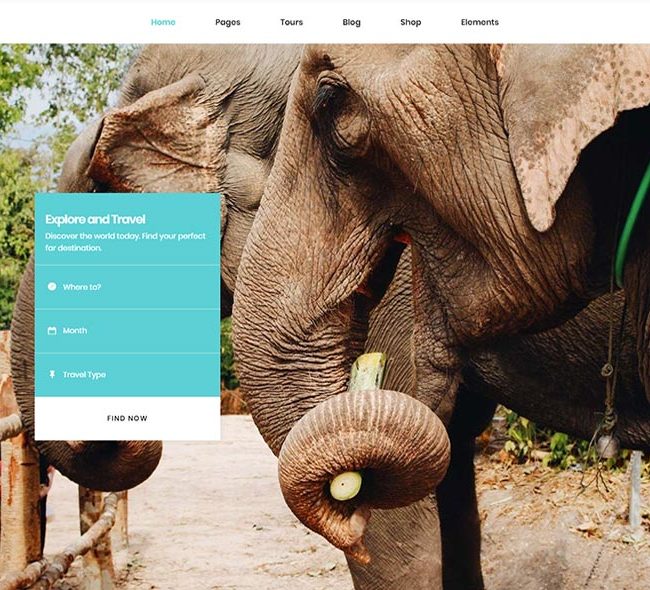 Home Pages Tours Blog Shop Elements
Explore and Travel
Discover the world today. Find your perfect
far destination.
Where to?
Month
Travel Type
FIND NOW